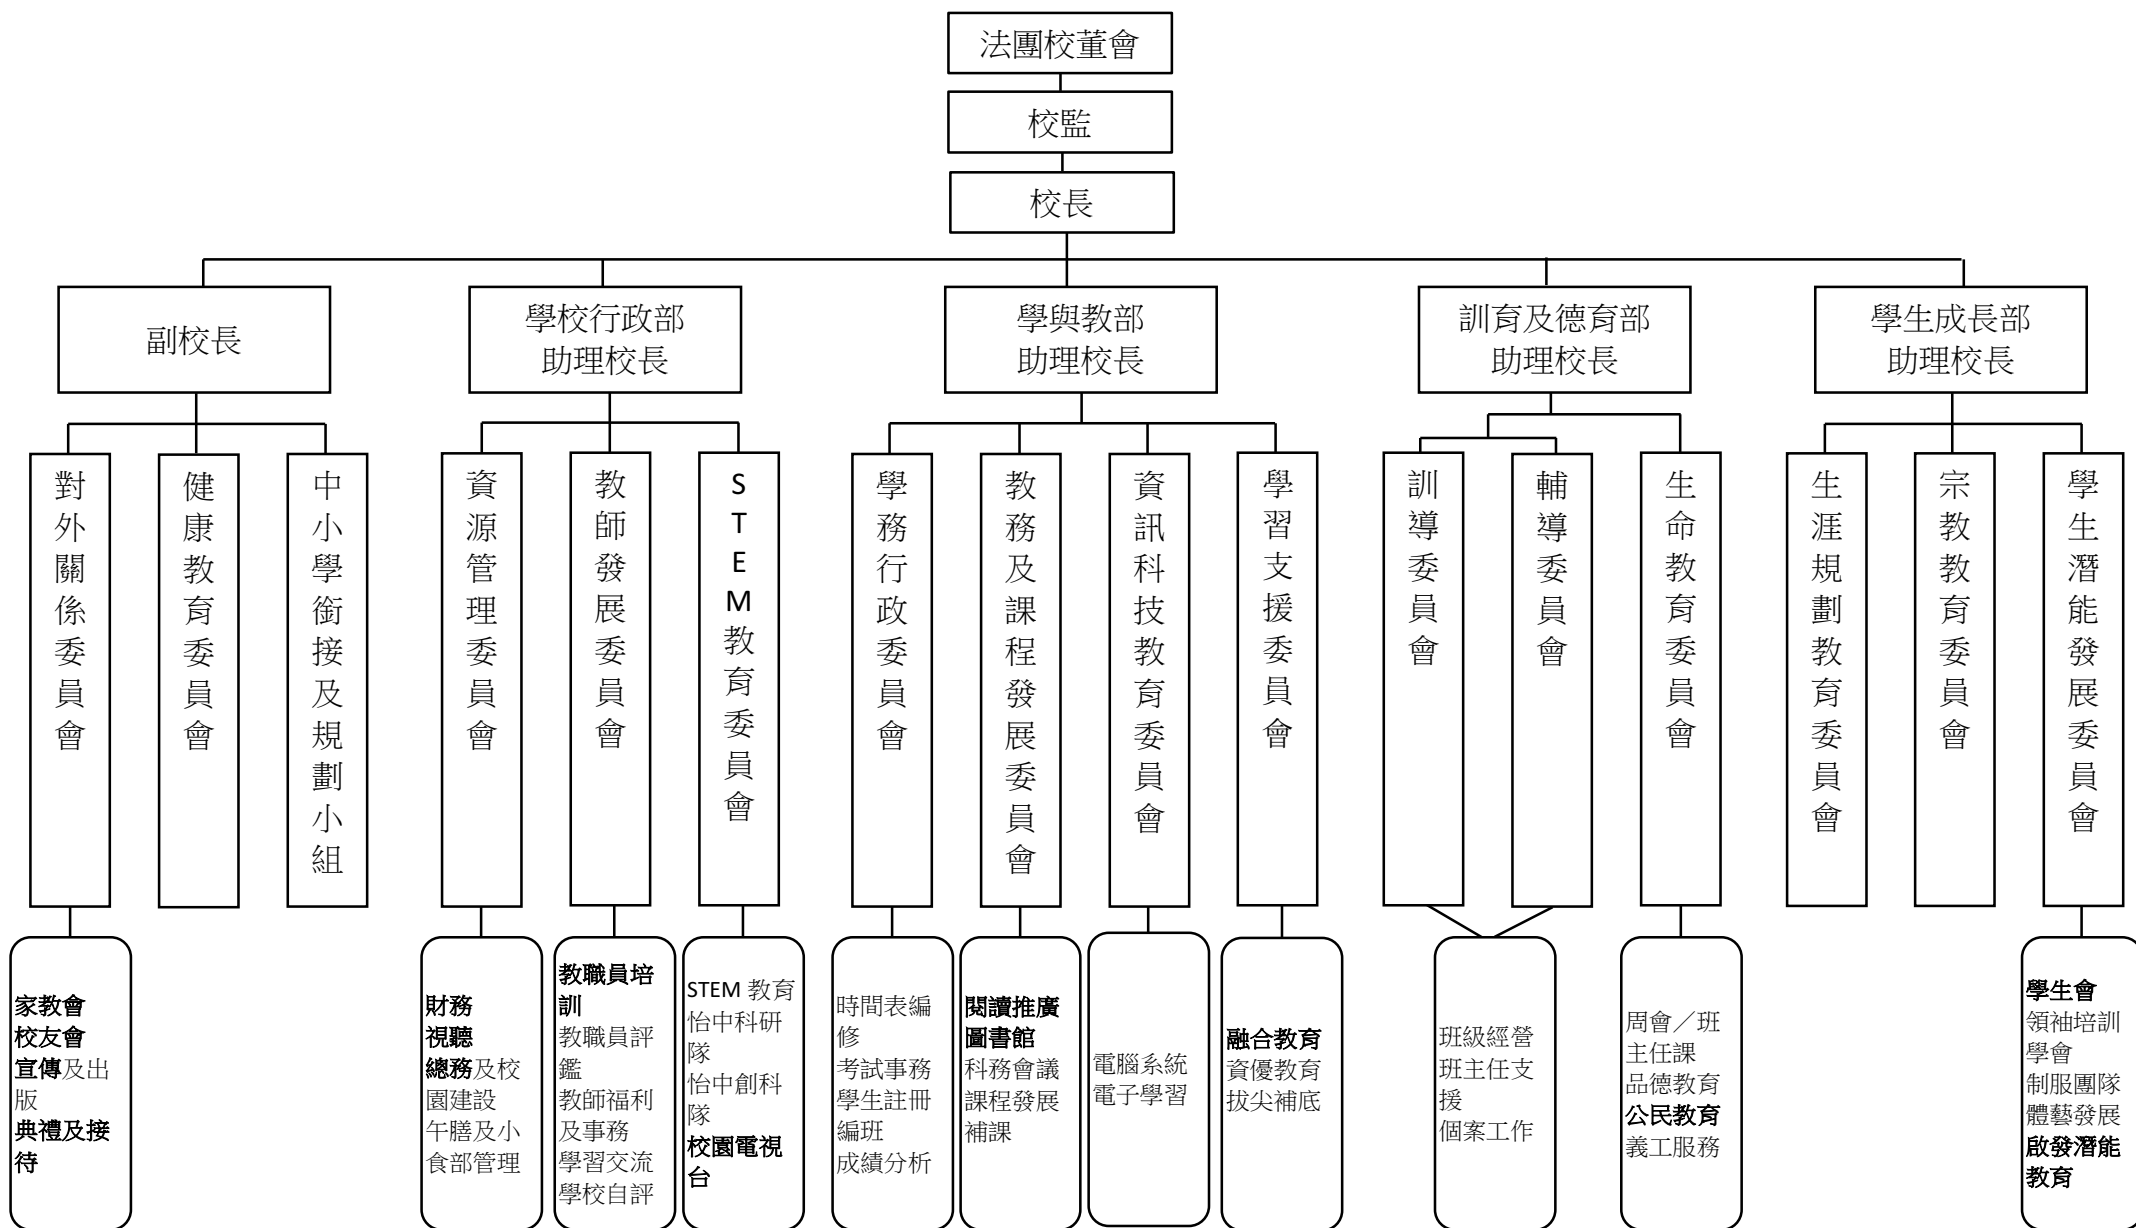 法團校董會
校監
校長
副校長
學校行政部
助理校長
學與教部
助理校長
訓育及德育部
助理校長
學生成長部
助理校長
對外關係委員會
健康教育委員會
中小學銜接及規劃小組
資源管理委員會
教師發展委員會
STEM教育委員會
學務行政委員會
教務及課程發展委員會
資訊科技教育委員會
學習支援委員會
訓導委員會
輔導委員會
生命教育委員會
生涯規劃教育委員會
宗教教育委員會
學生潛能發展委員會
家教會
校友會
宣傳及出
版
典禮及接
待
財務
視聽
總務及校
園建設
午膳及小
食部管理
教職員培
訓
教職員評
鑑
教師福利
及事務
學習交流
學校自評
STEM 教育
怡中科研
隊
怡中創科
隊
校園電視
台
時間表編
修
考試事務
學生註冊
編班
成績分析
閱讀推廣
圖書館
科務會議
課程發展
補課
電腦系統
電子學習
融合教育
資優教育
拔尖補底
班級經營
班主任支
援
個案工作
周會／班
主任課
品德教育
公民教育
義工服務
學生會
領袖培訓
學會
制服團隊
體藝發展
啟發潛能
教育